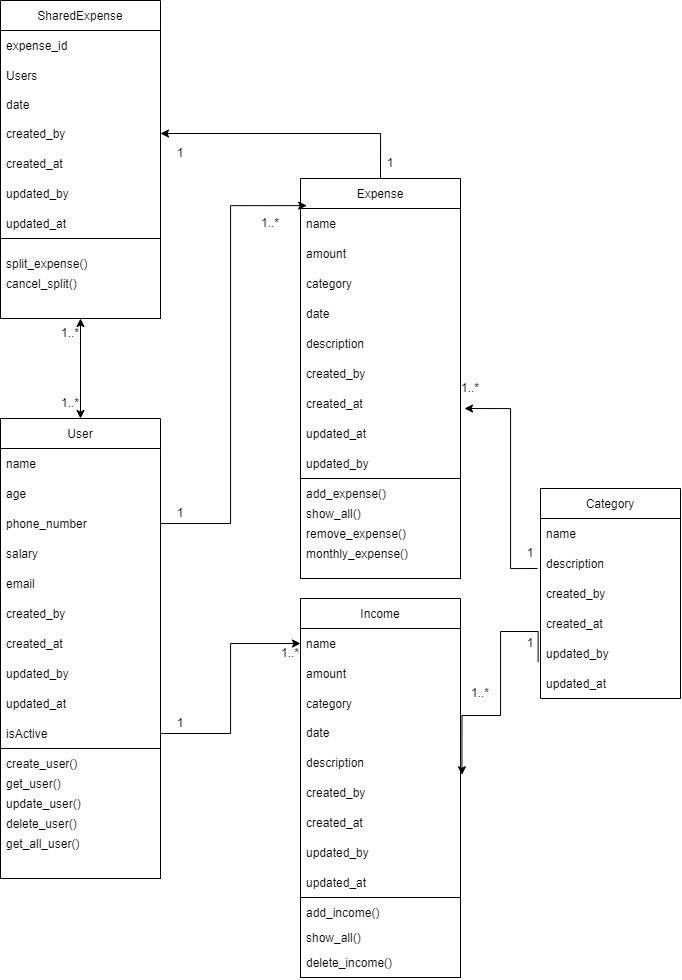 SharedExpense
expense_id
Users
date
created_by
created_at
updated_by
updated_at
split_expense()
cancel_split()
1
1
1..*
1..*
1..*
Expense
name
amount
category
date
description
created_by
created_at
updated_at
updated_by
add_expense()
show_all()
remove_expense()
monthly_expense()
User
name
age
phone_number
salary
email
created_by
created_at
updated_by
updated_at
isActive
create_user()
get_user()
update_user()
delete_user()
get_all_user()
1
1
1..*
1..*
1
1
1..*
Category
name
description
created_by
created_at
updated_by
updated_at
Income
name
amount
category
date
description
created_by
created_at
updated_by
updated_at
add_income()
show_all()
delete_income()